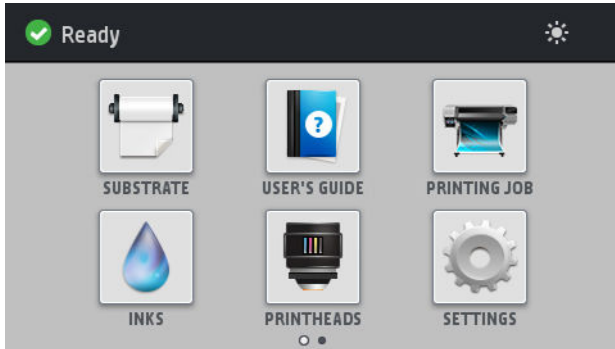 Ready
SUBSTRATE
USER'S GUIDE
PRINTING JOB
?
INKS
PRINTHEADS
SETTINGS